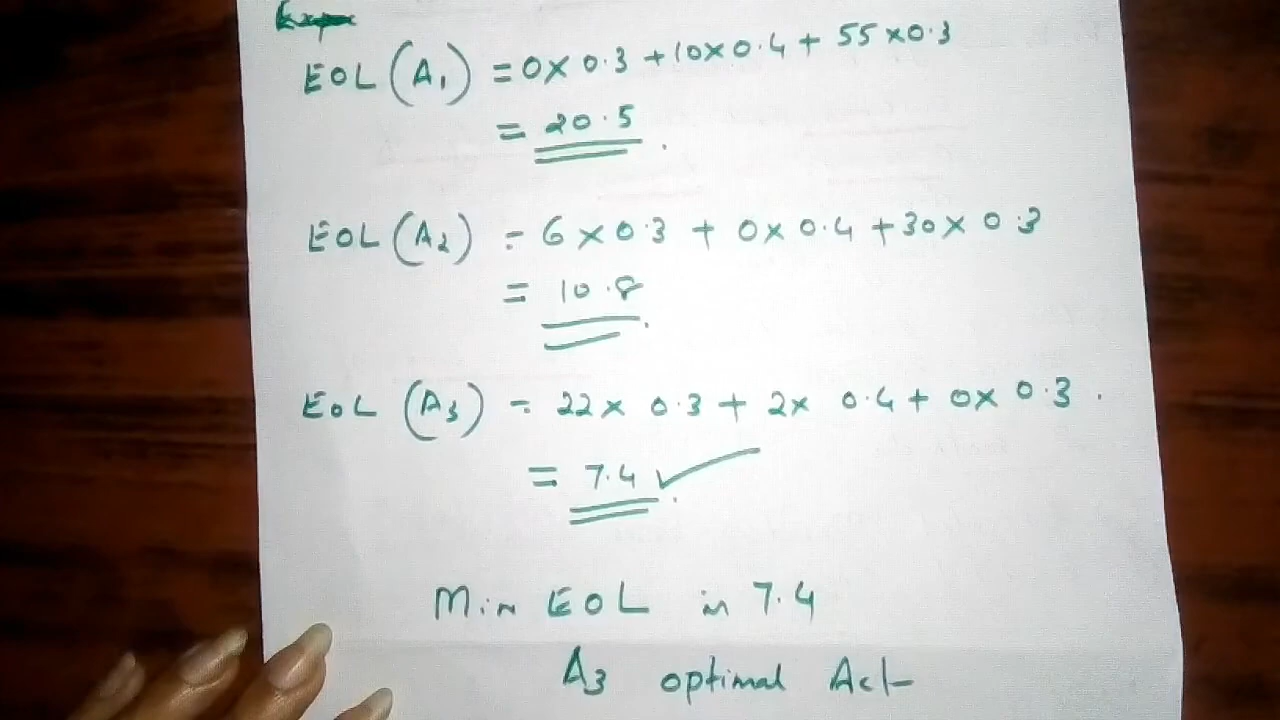 EOL (A1) = 0 x 0.3 + 10 x 0.4 + 55 x 0.3
= 20.5.
EOL (A2) = 6 x 0.3 + 0 x 0.4 + 30 x 0.3
= 10.8.
EOL (A3) = 22 x 0.3 + 2 x 0.4 + 0 x 0.3.
= 7.4 ✓.
Min EOL is 7.4
A3 optimal Act